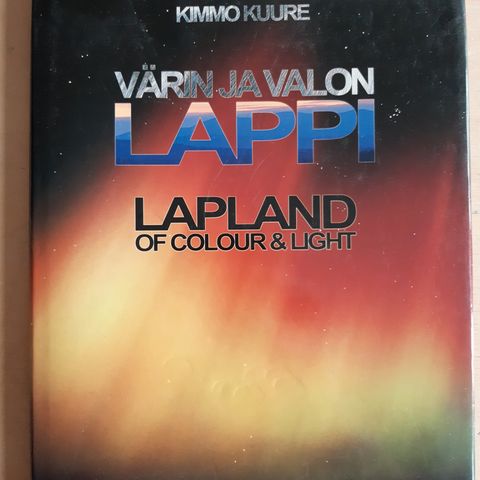 KIMMO KUURE
VÄRIN JA VALON
LAPPI
LAPLAND
OF COLOUR & LIGHT